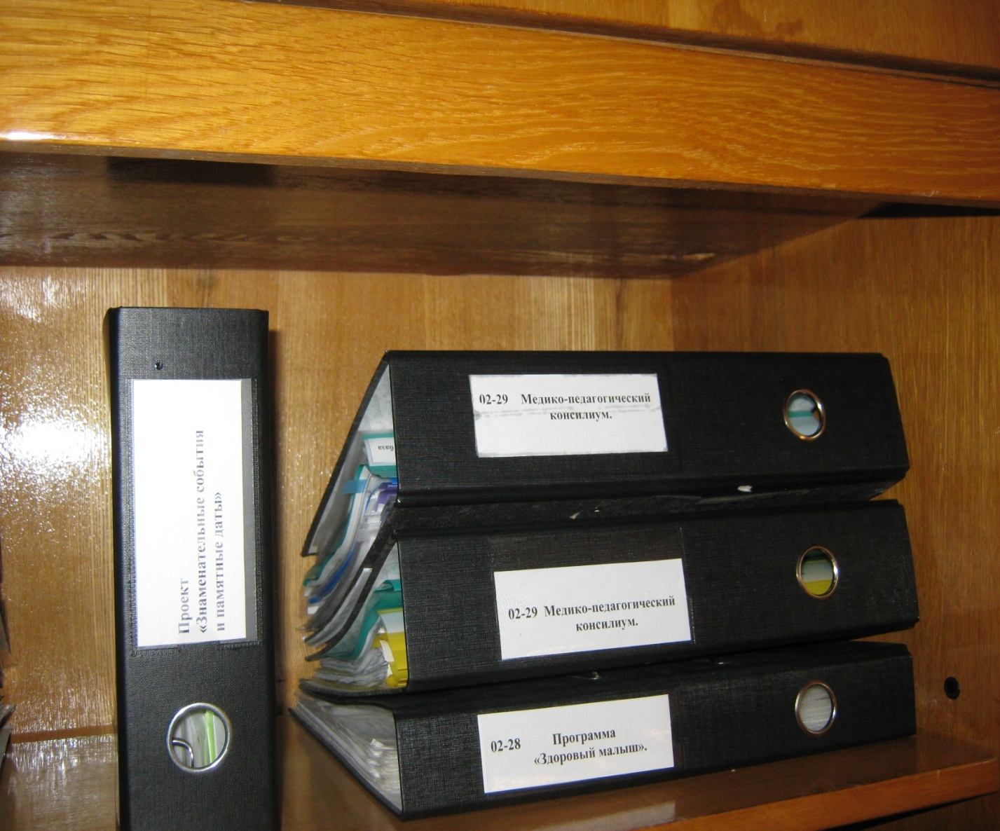 Проект
«Знаменательные события
и памятные даты»
02-29 Медико-педагогический
консилиум.
база
02-29 Медико-педагогический
консилиум.
02-28 Программа
«Здоровый малыш».